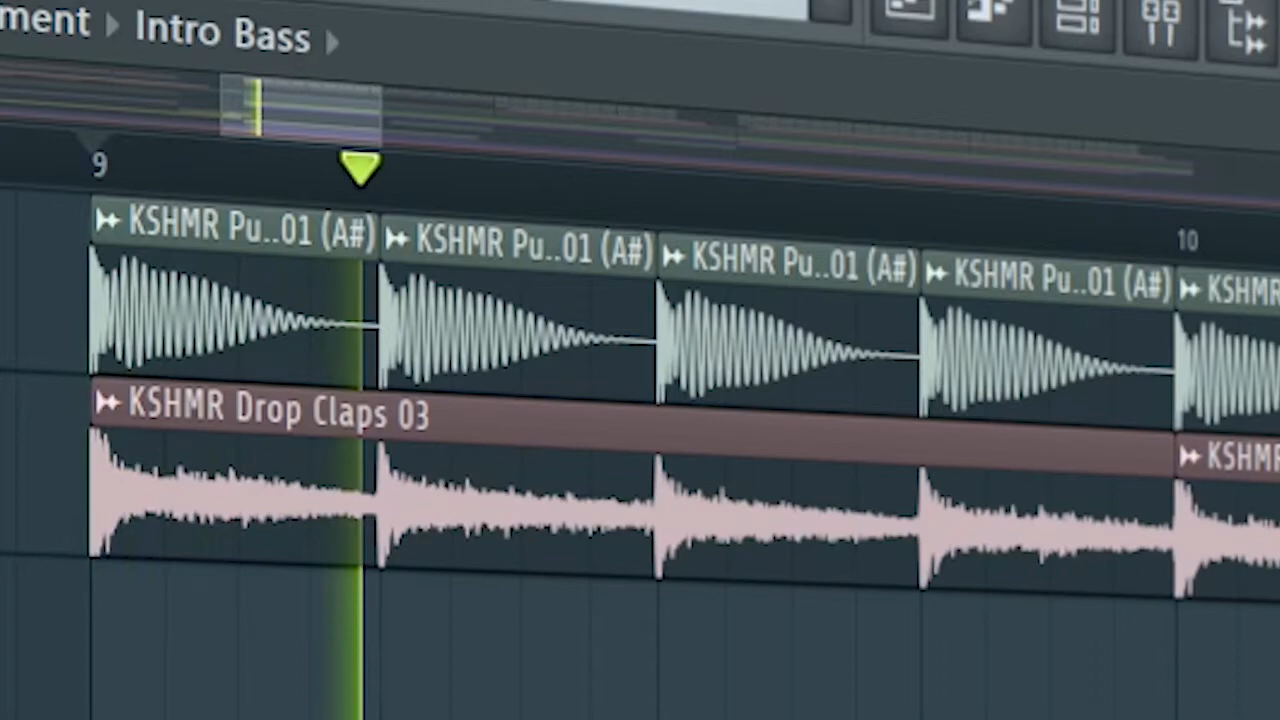 ment Intro Bass
9
10
KSHMR Pu..01 (A#) KSHMR Pu..01 (A#) KSHMR Pu..01 (A#) KSHMR Pu..01 (A#) KSHMR
KSHMR Drop Claps 03
KSHMR